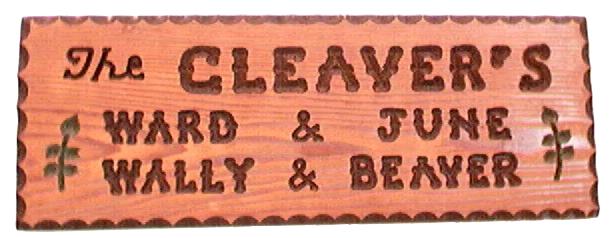 The CLEAVER'S
WARD & JUNE
WALLY & BEAVER